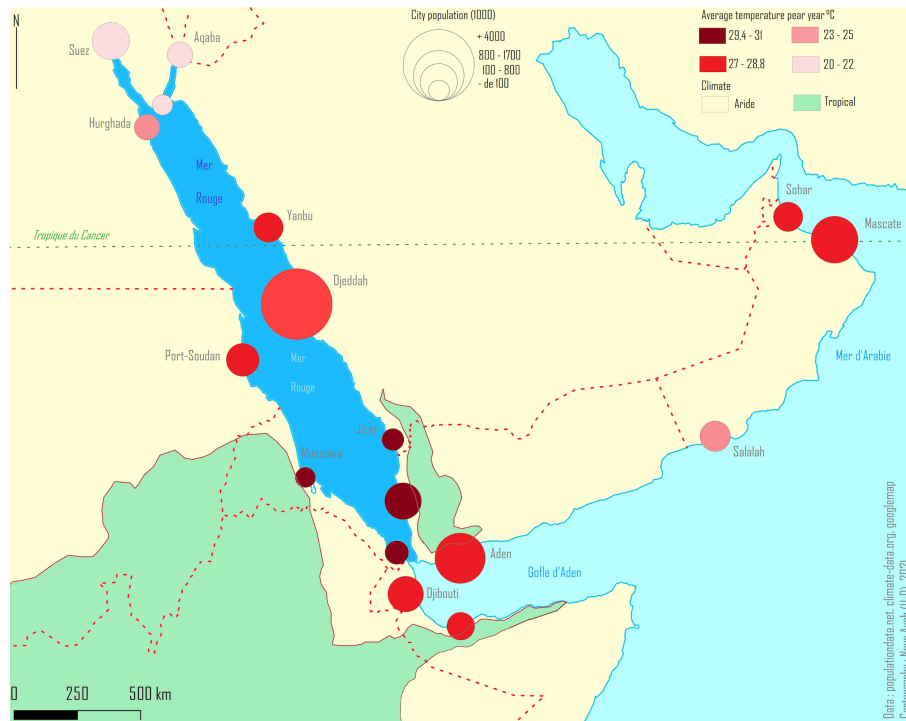 N
Suez
Aqaba
Hurghada
City population (1000)
+ 4000
800 - 1700
100 - 800
- de 100
Average temperature pear year ºC
29,4 - 31
23 - 25
27 - 28,8
20 - 22
Climate
Aride
Tropical
Mer
Rouge
Yanbu
Sohar
Mascate
Tropique du Cancer
Djeddah
Port-Soudan
Mer
Rouge
Mer d'Arabie
Massawa
Salalah
Aden
Gofle d'Aden
Djibouti
0 250 500 km
Data : populationdata.net. climate-data.org. googlemap